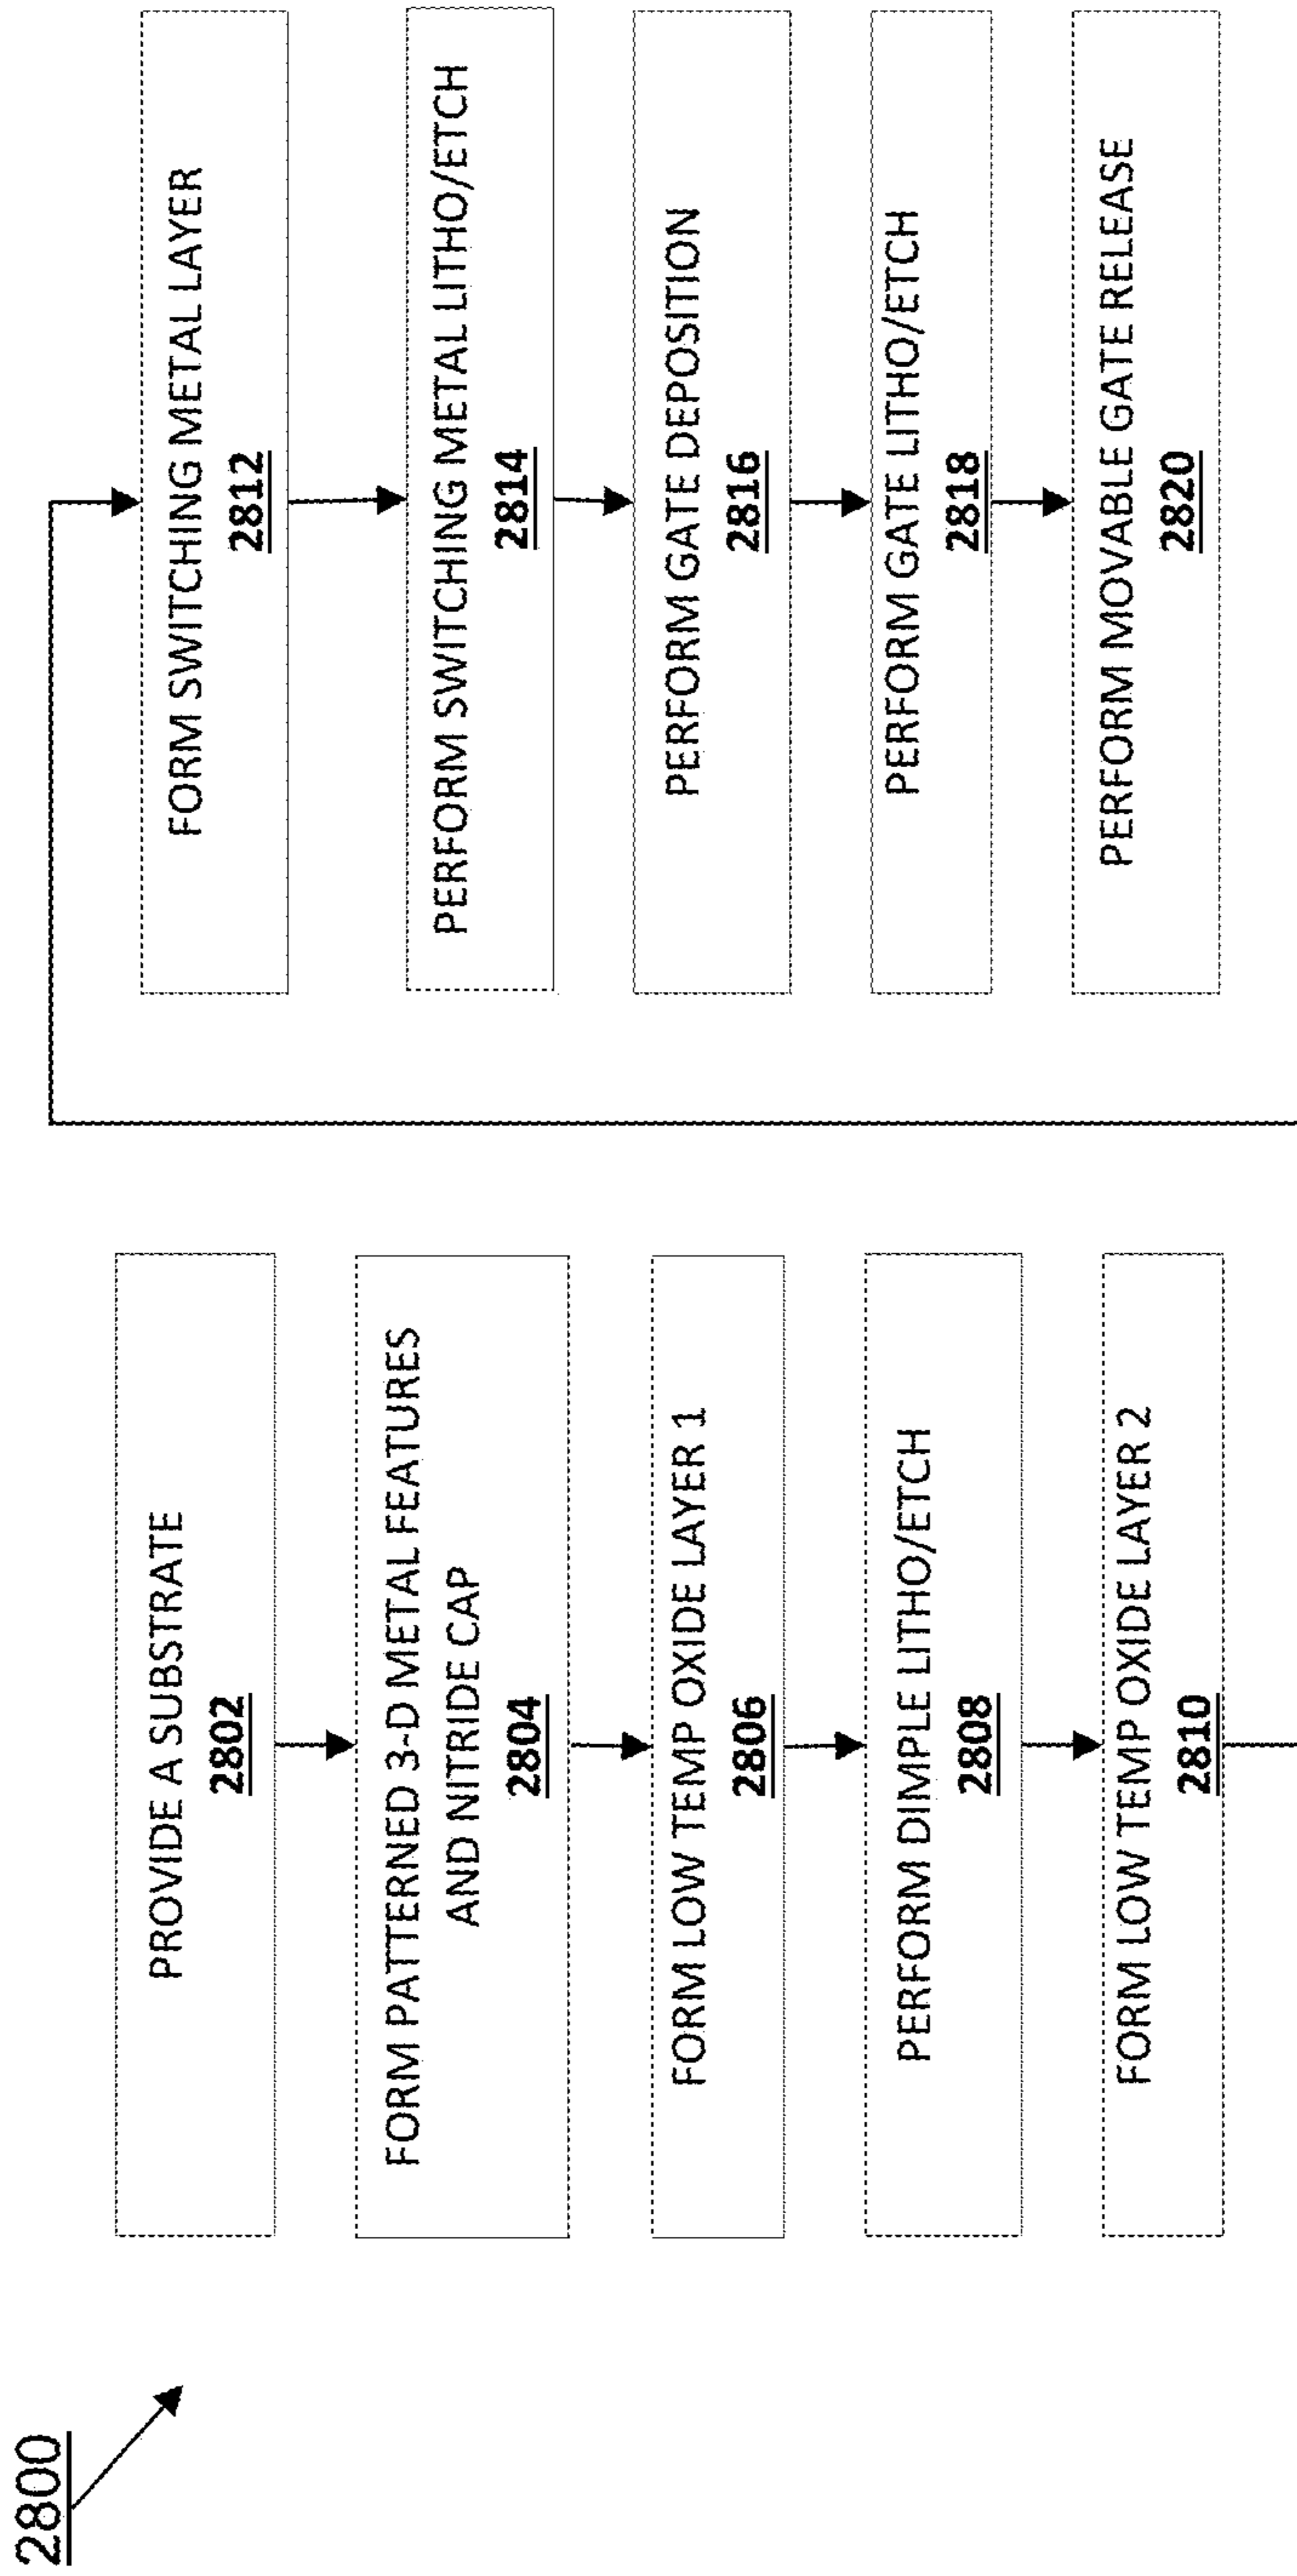 2800
PROVIDE A SUBSTRATE
2802
FORM PATTERNED 3-D METAL FEATURES
AND NITRIDE CAP
2804
FORM LOW TEMP OXIDE LAYER 1
2806
PERFORM DIMPLE LITHO/ETCH
2808
FORM LOW TEMP OXIDE LAYER 2
2810
FORM SWITCHING METAL LAYER
2812
PERFORM SWITCHING METAL LITHO/ETCH
2814
PERFORM GATE DEPOSITION
2816
PERFORM GATE LITHO/ETCH
2818
PERFORM MOVABLE GATE RELEASE
2820